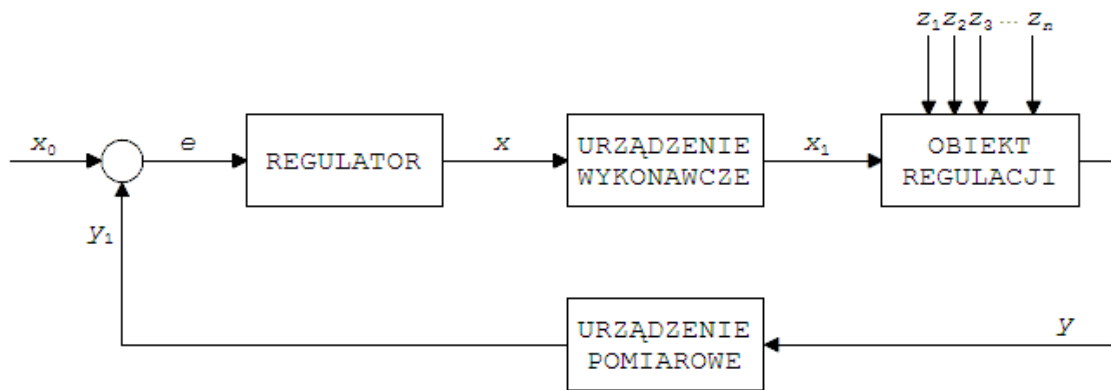 z₁z₂z₃ ... zₙ
x₀
e
REGULATOR
x
URZĄDZENIE
WYKONAWCZE
x₁
OBIEKT
REGULACJI
y₁
URZĄDZENIE
POMIAROWE
y